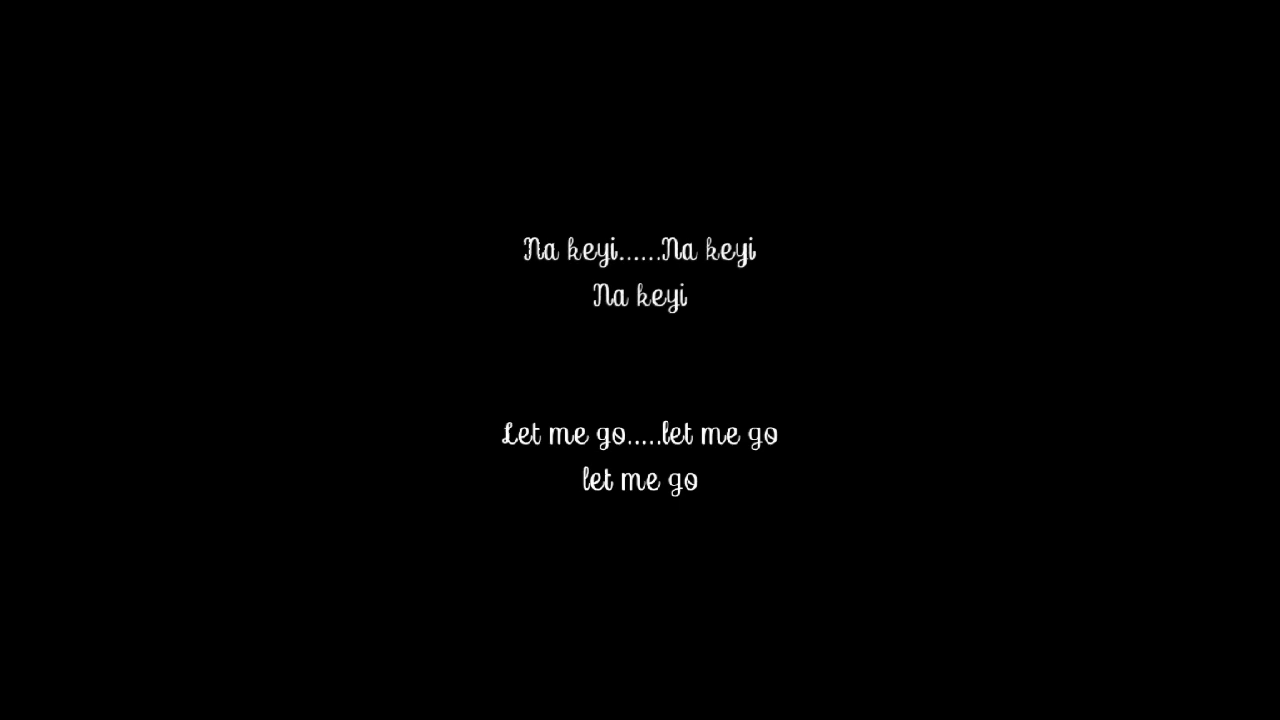 Na keyi......Na keyi
Na keyi
Let me go.....let me go
let me go